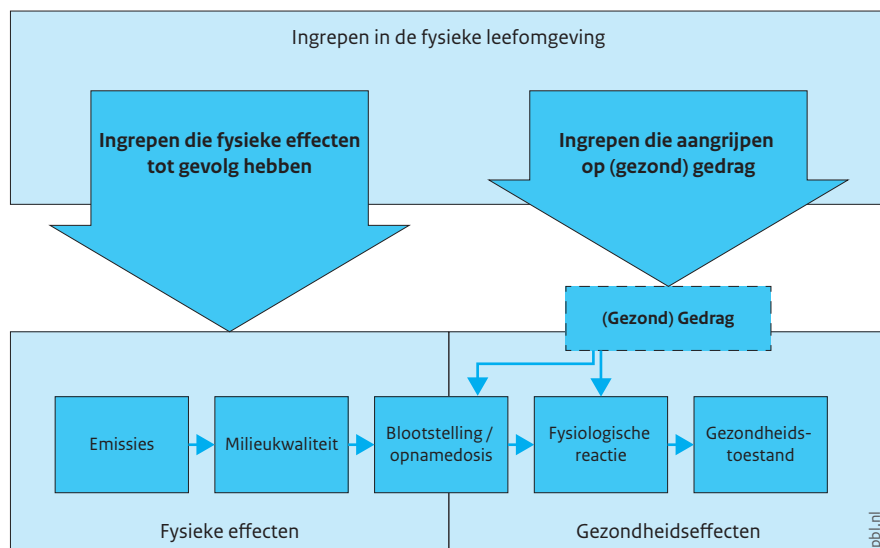 Ingrepen in de fysieke leefomgeving
Ingrepen die fysieke effecten
tot gevolg hebben
Ingrepen die aangrijpen
op (gezond) gedrag
(Gezond) Gedrag
Emissies
Milieukwaliteit
Blootstelling /
opnamedosis
Fysiologische
reactie
Gezondheids-
toestand
Fysieke effecten
Gezondheidseffecten
pbl.nl